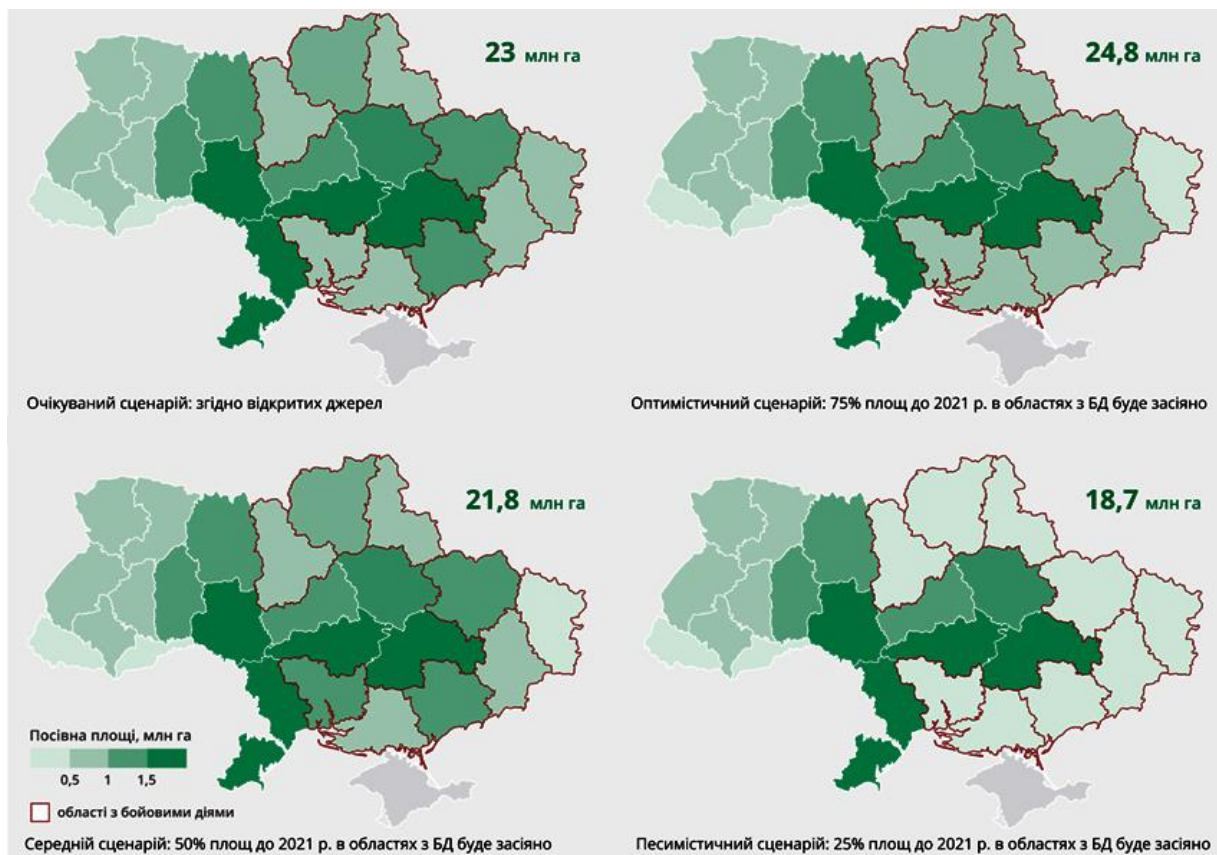 23 млн га
24,8 млн га
Очікуваний сценарій: згідно відкритих джерел
Оптимістичний сценарій: 75% площ до 2021 р. в областях з БД буде засіяно
21,8 млн га
18,7 млн га
Посівна площі, млн га
0,5 1 1,5
області з бойовими діями
Середній сценарій: 50% площ до 2021 р. в областях з БД буде засіяно
Песимістичний сценарій: 25% площ до 2021 р. в областях з БД буде засіяно